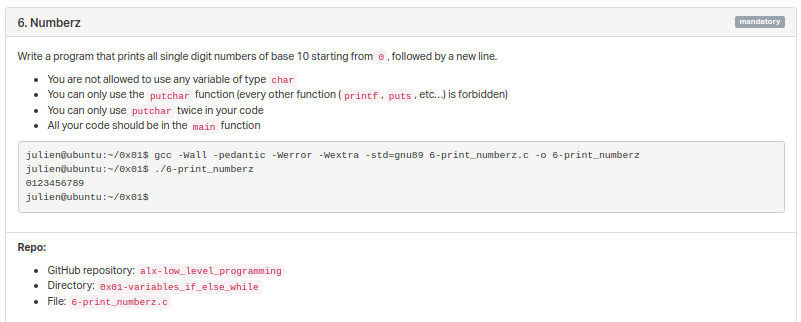 6. Numberz
mandatory
Write a program that prints all single digit numbers of base 10 starting from 0, followed by a new line.
• You are not allowed to use any variable of type char
• You can only use the putchar function (every other function (printf, puts, etc…) is forbidden)
• You can only use putchar twice in your code
• All your code should be in the main function
julien@ubuntu:~/0x01$ gcc -Wall -pedantic -Werror -Wextra -std=gnu89 6-print_numberz.c -o 6-print_numberz
julien@ubuntu:~/0x01$ ./6-print_numberz
0123456789
julien@ubuntu:~/0x01$
Repo:
• GitHub repository: alx-low_level_programming
• Directory: 0x01-variables_if_else_while
• File: 6-print_numberz.c